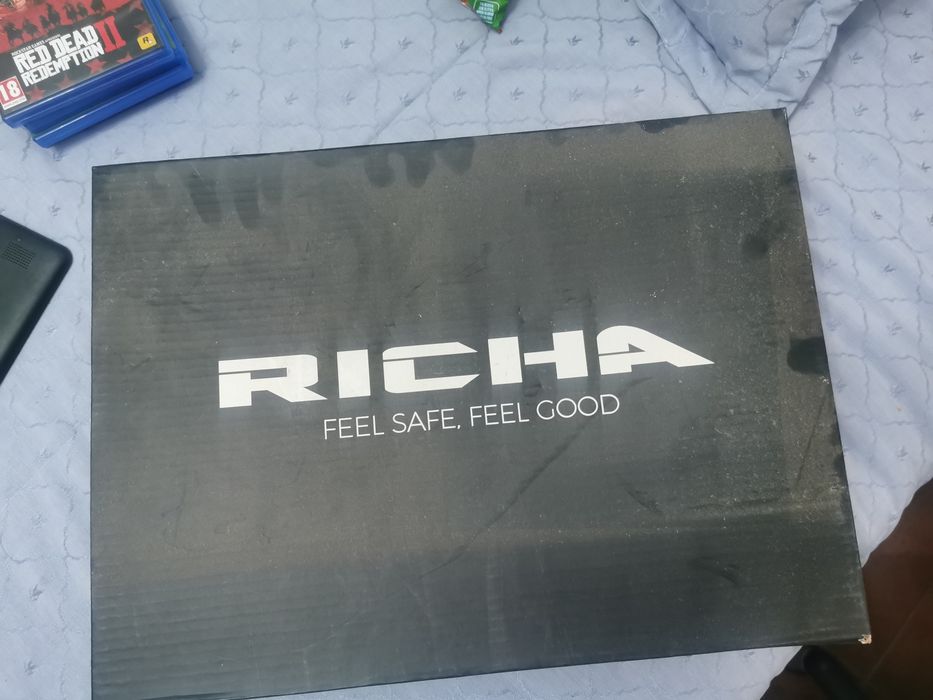 RED DEAD
REDEMPTION II
R
18
RICHA
FEEL SAFE, FEEL GOOD